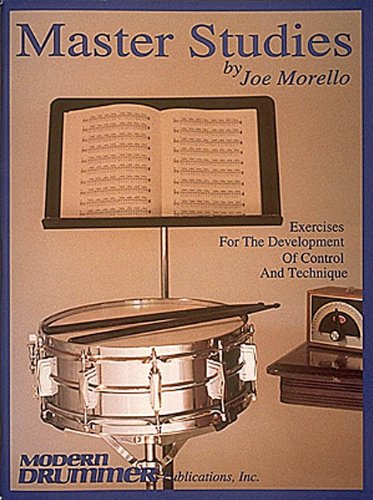 Master Studies
by Joe Morello
Exercises
For The Development
Of Control
And Technique
MODERN
DRUMMER Publications, Inc.